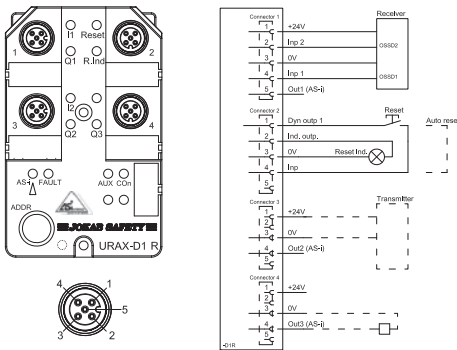 I1 Reset
1
2
Q1 R.Ind
3
I2
4
Q2 Q3
AS-i FAULT
AUX COn
ADDR
JOKAB SAFETY
URAX-D1 R
4
1
5
3
2
Connector 1
1 +24V
2 Inp 2
3 0V
4 Inp 1
5 Out1 (AS-i)
Receiver
OSSD2
OSSD1
Connector 2
1 Dyn outp 1
2 Ind. outp.
3 0V
4 Inp
5
Reset
Auto rese
Reset Ind.
Connector 3
1 +24V
2
3 0V
4 Out2 (AS-i)
5
Transmitter
Connector 4
1 +24V
2
3 0V
4 Out3 (AS-i)
5
-D1R